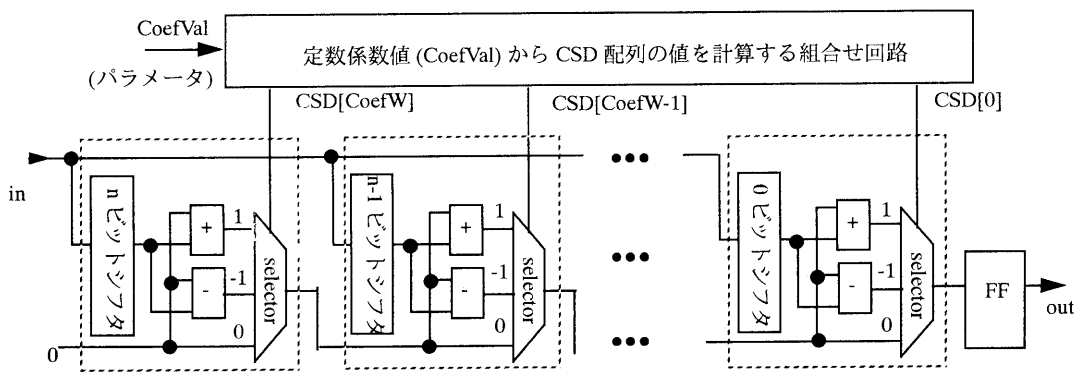 CoefVal
(パラメータ)
定数係数値 (CoefVal) から CSD 配列の値を計算する組合せ回路
CSD[CoefW]
CSD[CoefW-1]
CSD[0]
in
n ビットシフタ
+
-
1
-1
0
selector
0
n-1 ビットシフタ
+
-
1
-1
0
selector
•••
•••
•••
0 ビットシフタ
+
-
1
-1
0
selector
FF
out